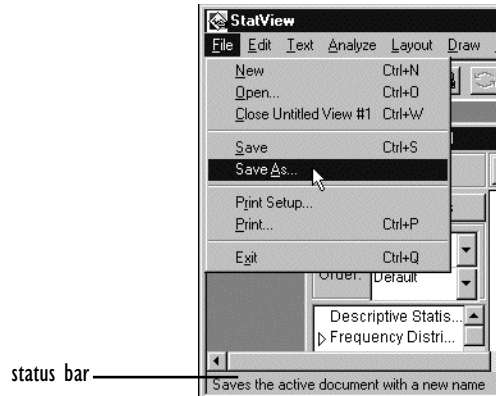 StatView
File Edit Text Analyze Layout Draw
New Ctrl+N
Open... Ctrl+O
Close Untitled View #1 Ctrl+W
Save Ctrl+S
Save As...
Print Setup...
Print... Ctrl+P
Exit Ctrl+Q
Order: Default
Descriptive Statis...
Frequency Distri...
status bar
Saves the active document with a new name